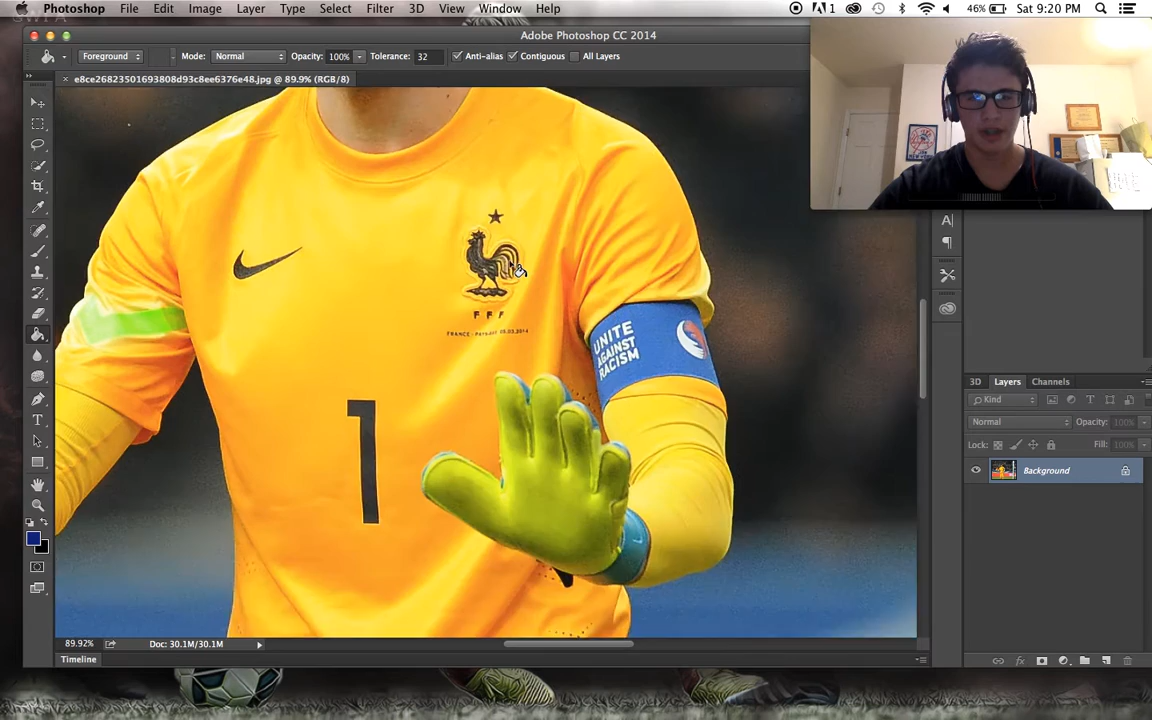 Photoshop File Edit Image Layer Type Select Filter 3D View Window Help 1 46% Sat 9:20 PM
Adobe Photoshop CC 2014
Foreground Mode: Normal Opacity: 100% Tolerance: 32 Anti-alias Contiguous All Layers
× e8ce26823501693808d93c8ee6376e48.jpg @ 89.9% (RGB/8)
FFF
UNITE
AGAINST
RACISM
1
3D Layers Channels
Kind
Normal Opacity: 100%
Lock: Fill: 100%
Background
89.92% Doc: 30.1M/30.1M
Timeline